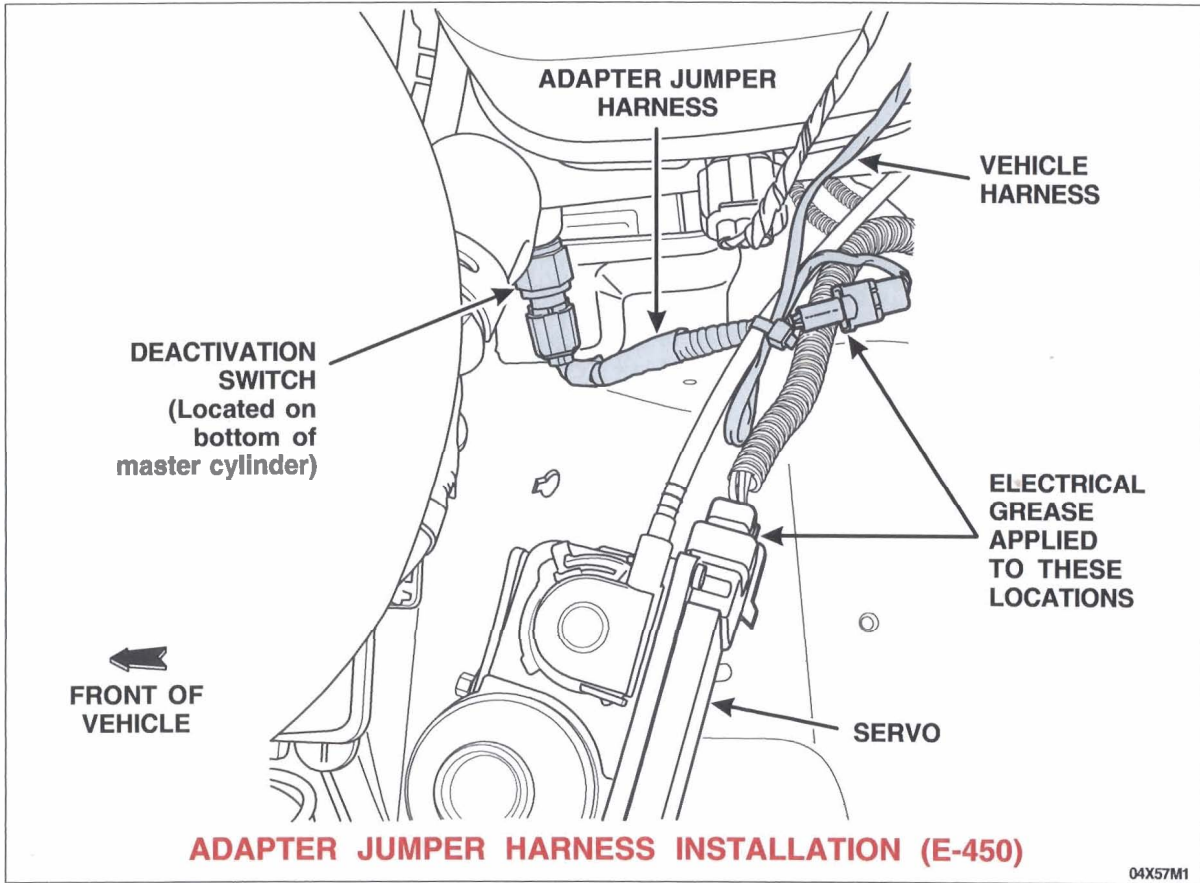 ADAPTER JUMPER
HARNESS
VEHICLE
HARNESS
DEACTIVATION
SWITCH
(Located on
bottom of
master cylinder)
ELECTRICAL
GREASE
APPLIED
TO THESE
LOCATIONS
FRONT OF
VEHICLE
SERVO
ADAPTER JUMPER HARNESS INSTALLATION (E-450)
04X57M1